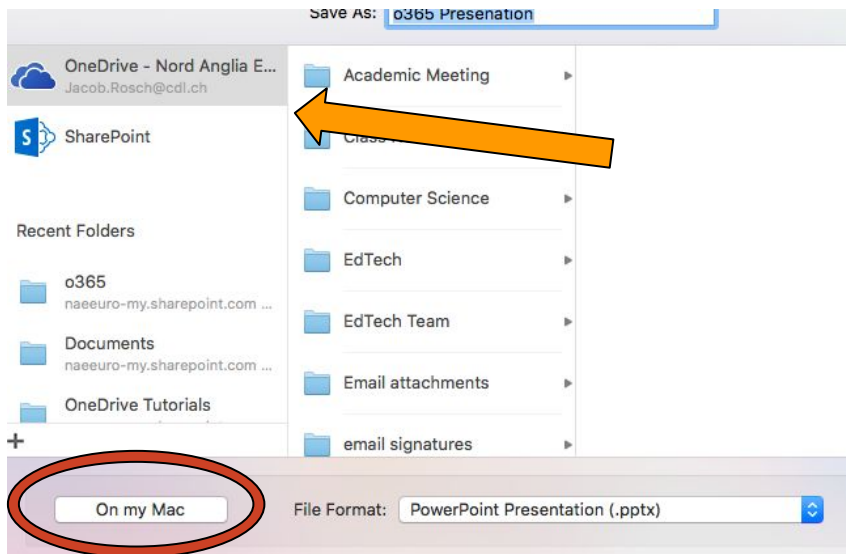 Save As: o365 Presenation
OneDrive - Nord Anglia E...
Jacob.Rosch@cdl.ch
SharePoint
Recent Folders
o365
naeeuro-my.sharepoint.com ...
Documents
naeeuro-my.sharepoint.com ...
OneDrive Tutorials
Academic Meeting
Computer Science
EdTech
EdTech Team
Email attachments
email signatures
On my Mac
File Format: PowerPoint Presentation (.pptx)